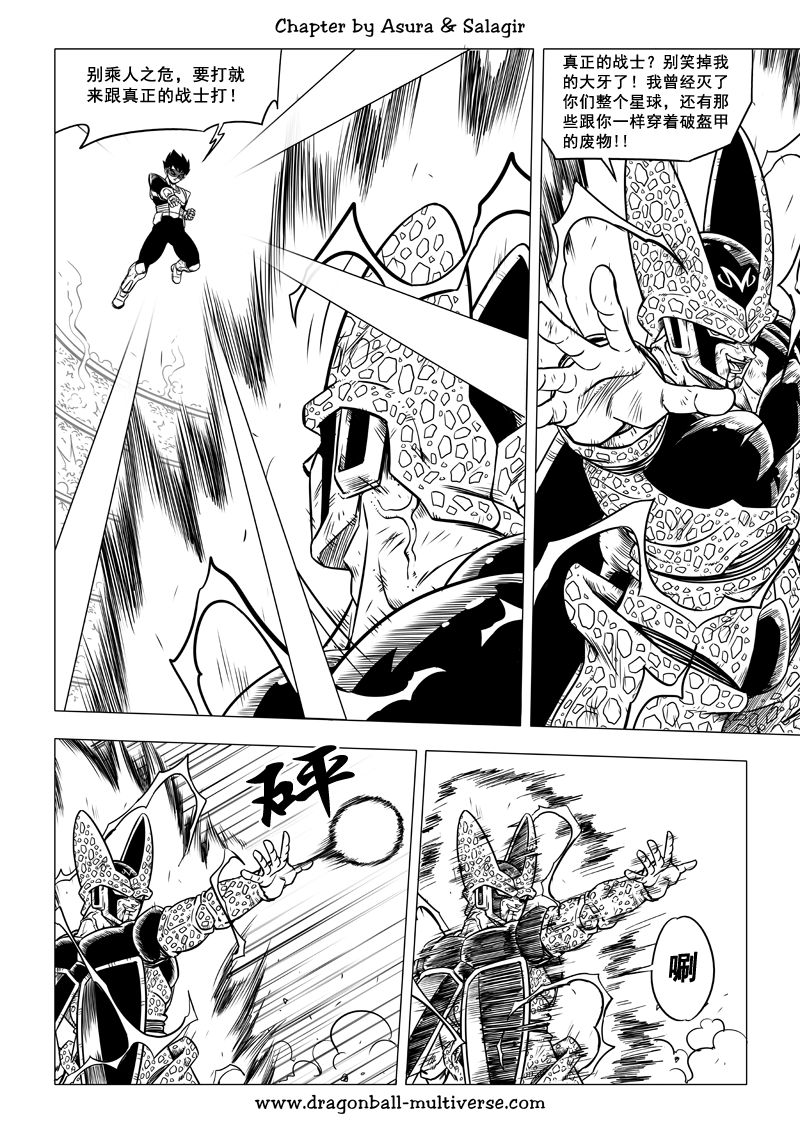 Chapter by Asura & Salagir
别乘人之危，要打就
来跟真正的战士打！
真正的战士？别笑掉我
的大牙了！我曾经灭了
你们整个星球，还有那
些跟你一样穿着破盔甲
的废物!!
M
砰
唰
www.dragonball-multiverse.com